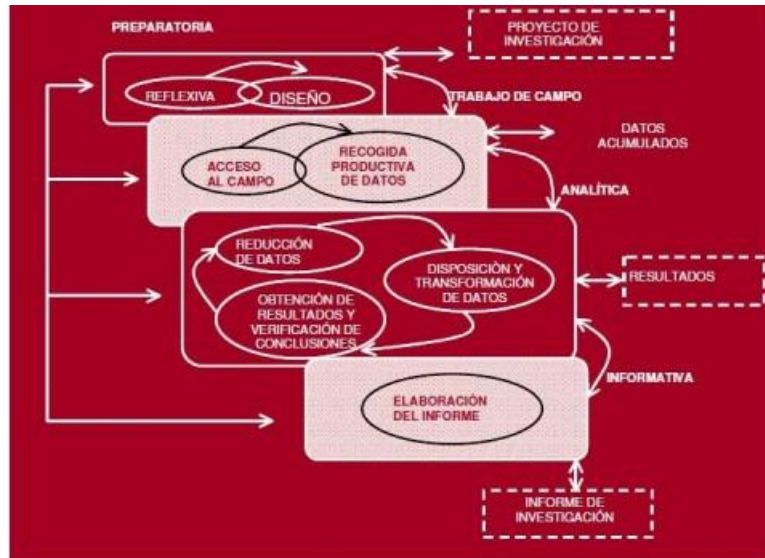 PREPARATORIA
PROYECTO DE
INVESTIGACIÓN
REFLEXIVA
DISEÑO
TRABAJO DE CAMPO
ACCESO
AL CAMPO
RECOGIDA
PRODUCTIVA
DE DATOS
DATOS
ACUMULADOS
ANALÍTICA
REDUCCIÓN
DE DATOS
DISPOSICIÒN Y
TRANSFORMACIÓN
DE DATOS
RESULTADOS
OBTENCIÓN DE
RESULTADOS Y
VERIFICACIÓN DE
CONCLUSIONES
INFORMATIVA
ELABORACIÓN
DEL INFORME
INFORME DE
INVESTIGACIÓN